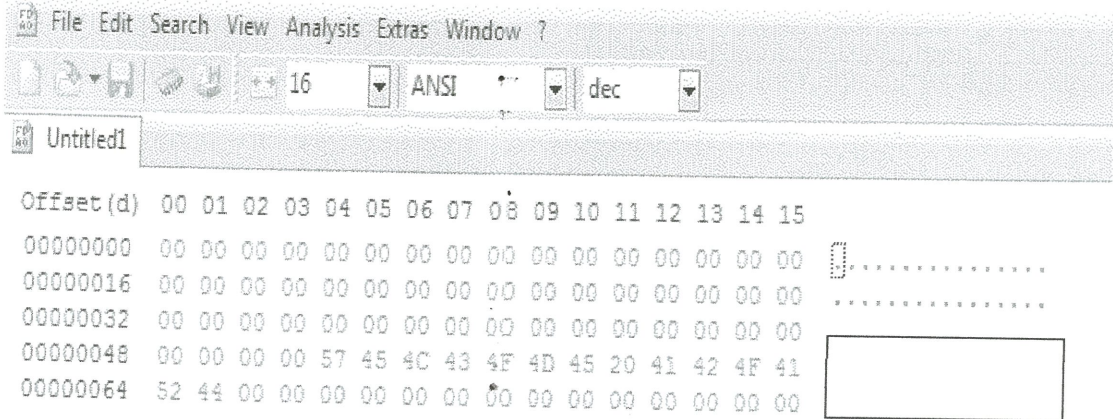 File Edit Search View Analysis Extras Window ?
16 ANSI dec
Untitled1
Offset(d) 00 01 02 03 04 05 06 07 08 09 10 11 12 13 14 15
00000000 00 00 00 00 00 00 00 00 00 00 00 00 00 00 00 00 ................
00000016 00 00 00 00 00 00 00 00 00 00 00 00 00 00 00 00 ................
00000032 00 00 00 00 00 00 00 00 00 00 00 00 00 00 00 00
00000048 00 00 00 00 57 45 4C 43 4F 4D 45 20 41 42 4F 41
00000064 52 44 00 00 00 00 00 00 00 00 00 00 00 00 00 00